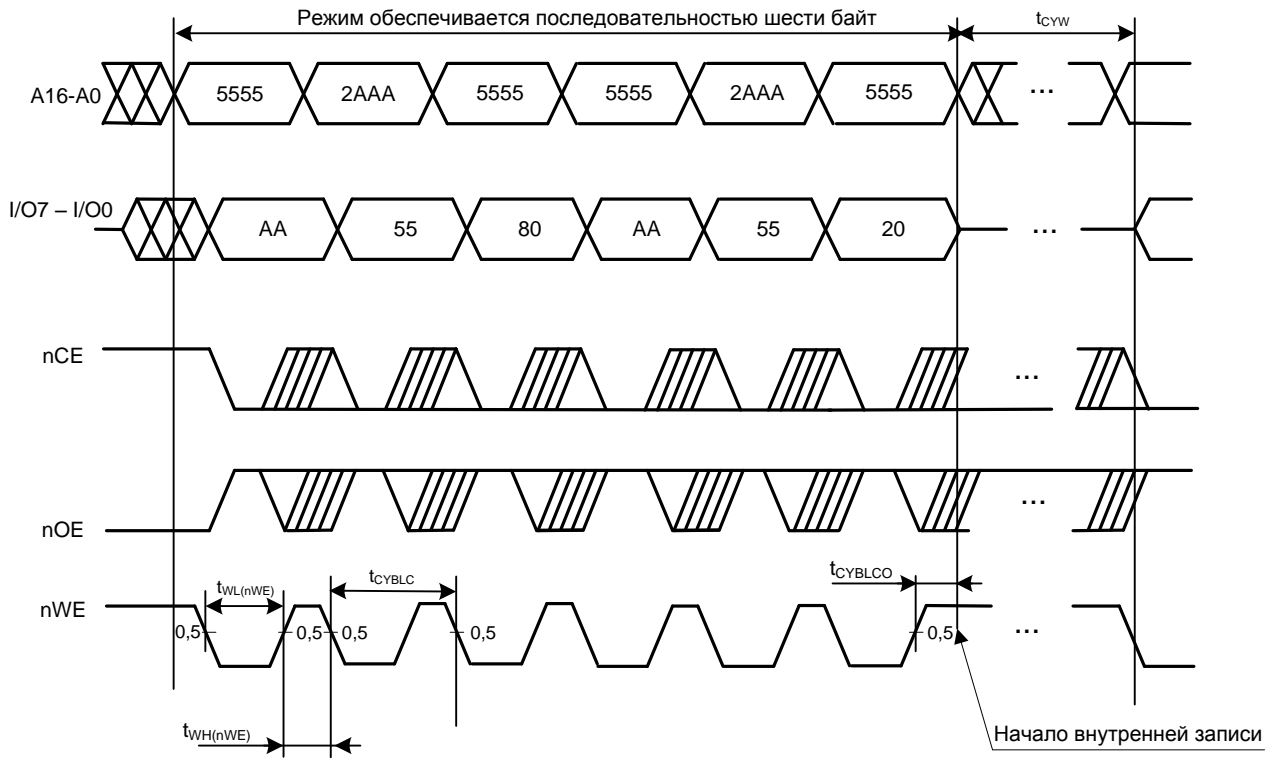 Режим обеспечивается последовательностью шести байт
tCYW
A16-A0
5555
2AAA
5555
5555
2AAA
5555
...
I/O7 – I/O0
AA
55
80
AA
55
20
...
nCE
...
nOE
...
tWL(nWE)
tCYBLC
tCYBLCO
nWE
0,5
0,5
0,5
0,5
0,5
...
tWH(nWE)
Начало внутренней записи